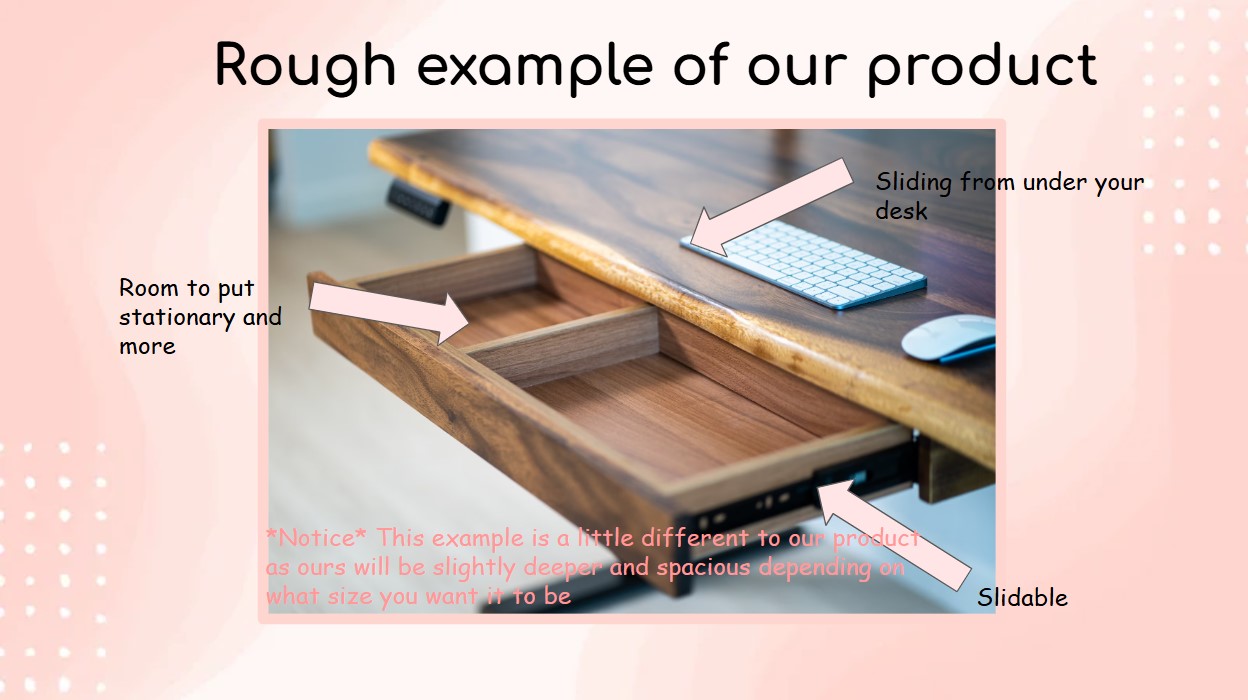 Rough example of our product
Sliding from under your
desk
Room to put
stationary and
more
*Notice* This example is a little different to our product
as ours will be slightly deeper and spacious depending on
what size you want it to be
Slidable